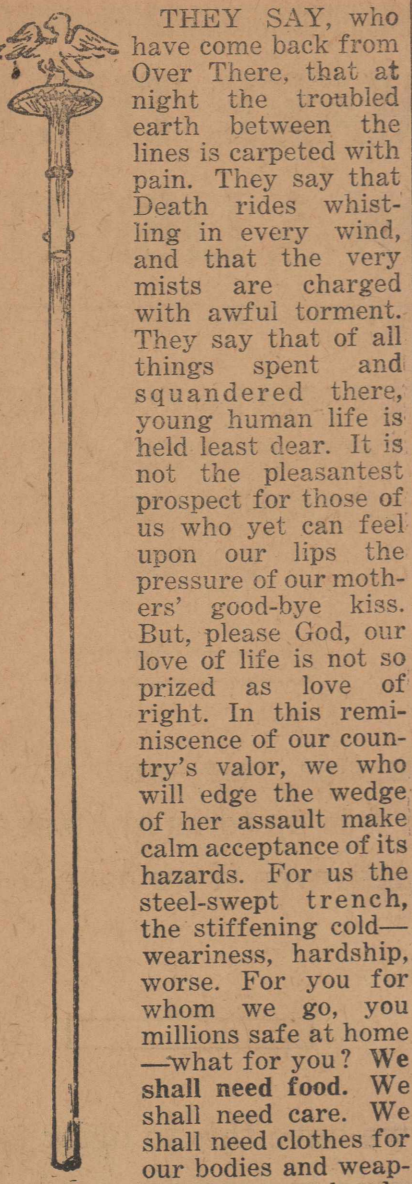 THEY SAY, who
have come back from
Over There, that at
night the troubled
earth between the
lines is carpeted with
pain. They say that
Death rides whist-
ling in every wind,
and that the very
mists are charged
with awful torment.
They say that of all
things spent and
squandered there,
young human life is
held least dear. It is
not the pleasantest
prospect for those of
us who yet can feel
upon our lips the
pressure of our moth-
ers' good-bye kiss.
But, please God, our
love of life is not so
prized as love of
right. In this remi-
niscence of our coun-
try's valor, we who
will edge the wedge
of her assault make
calm acceptance of its
hazards. For us the
steel-swept trench,
the stiffening cold—
weariness, hardship,
worse. For you for
whom we go, you
millions safe at home
—what for you? We
shall need food. We
shall need care. We
shall need clothes for
our bodies and weap-